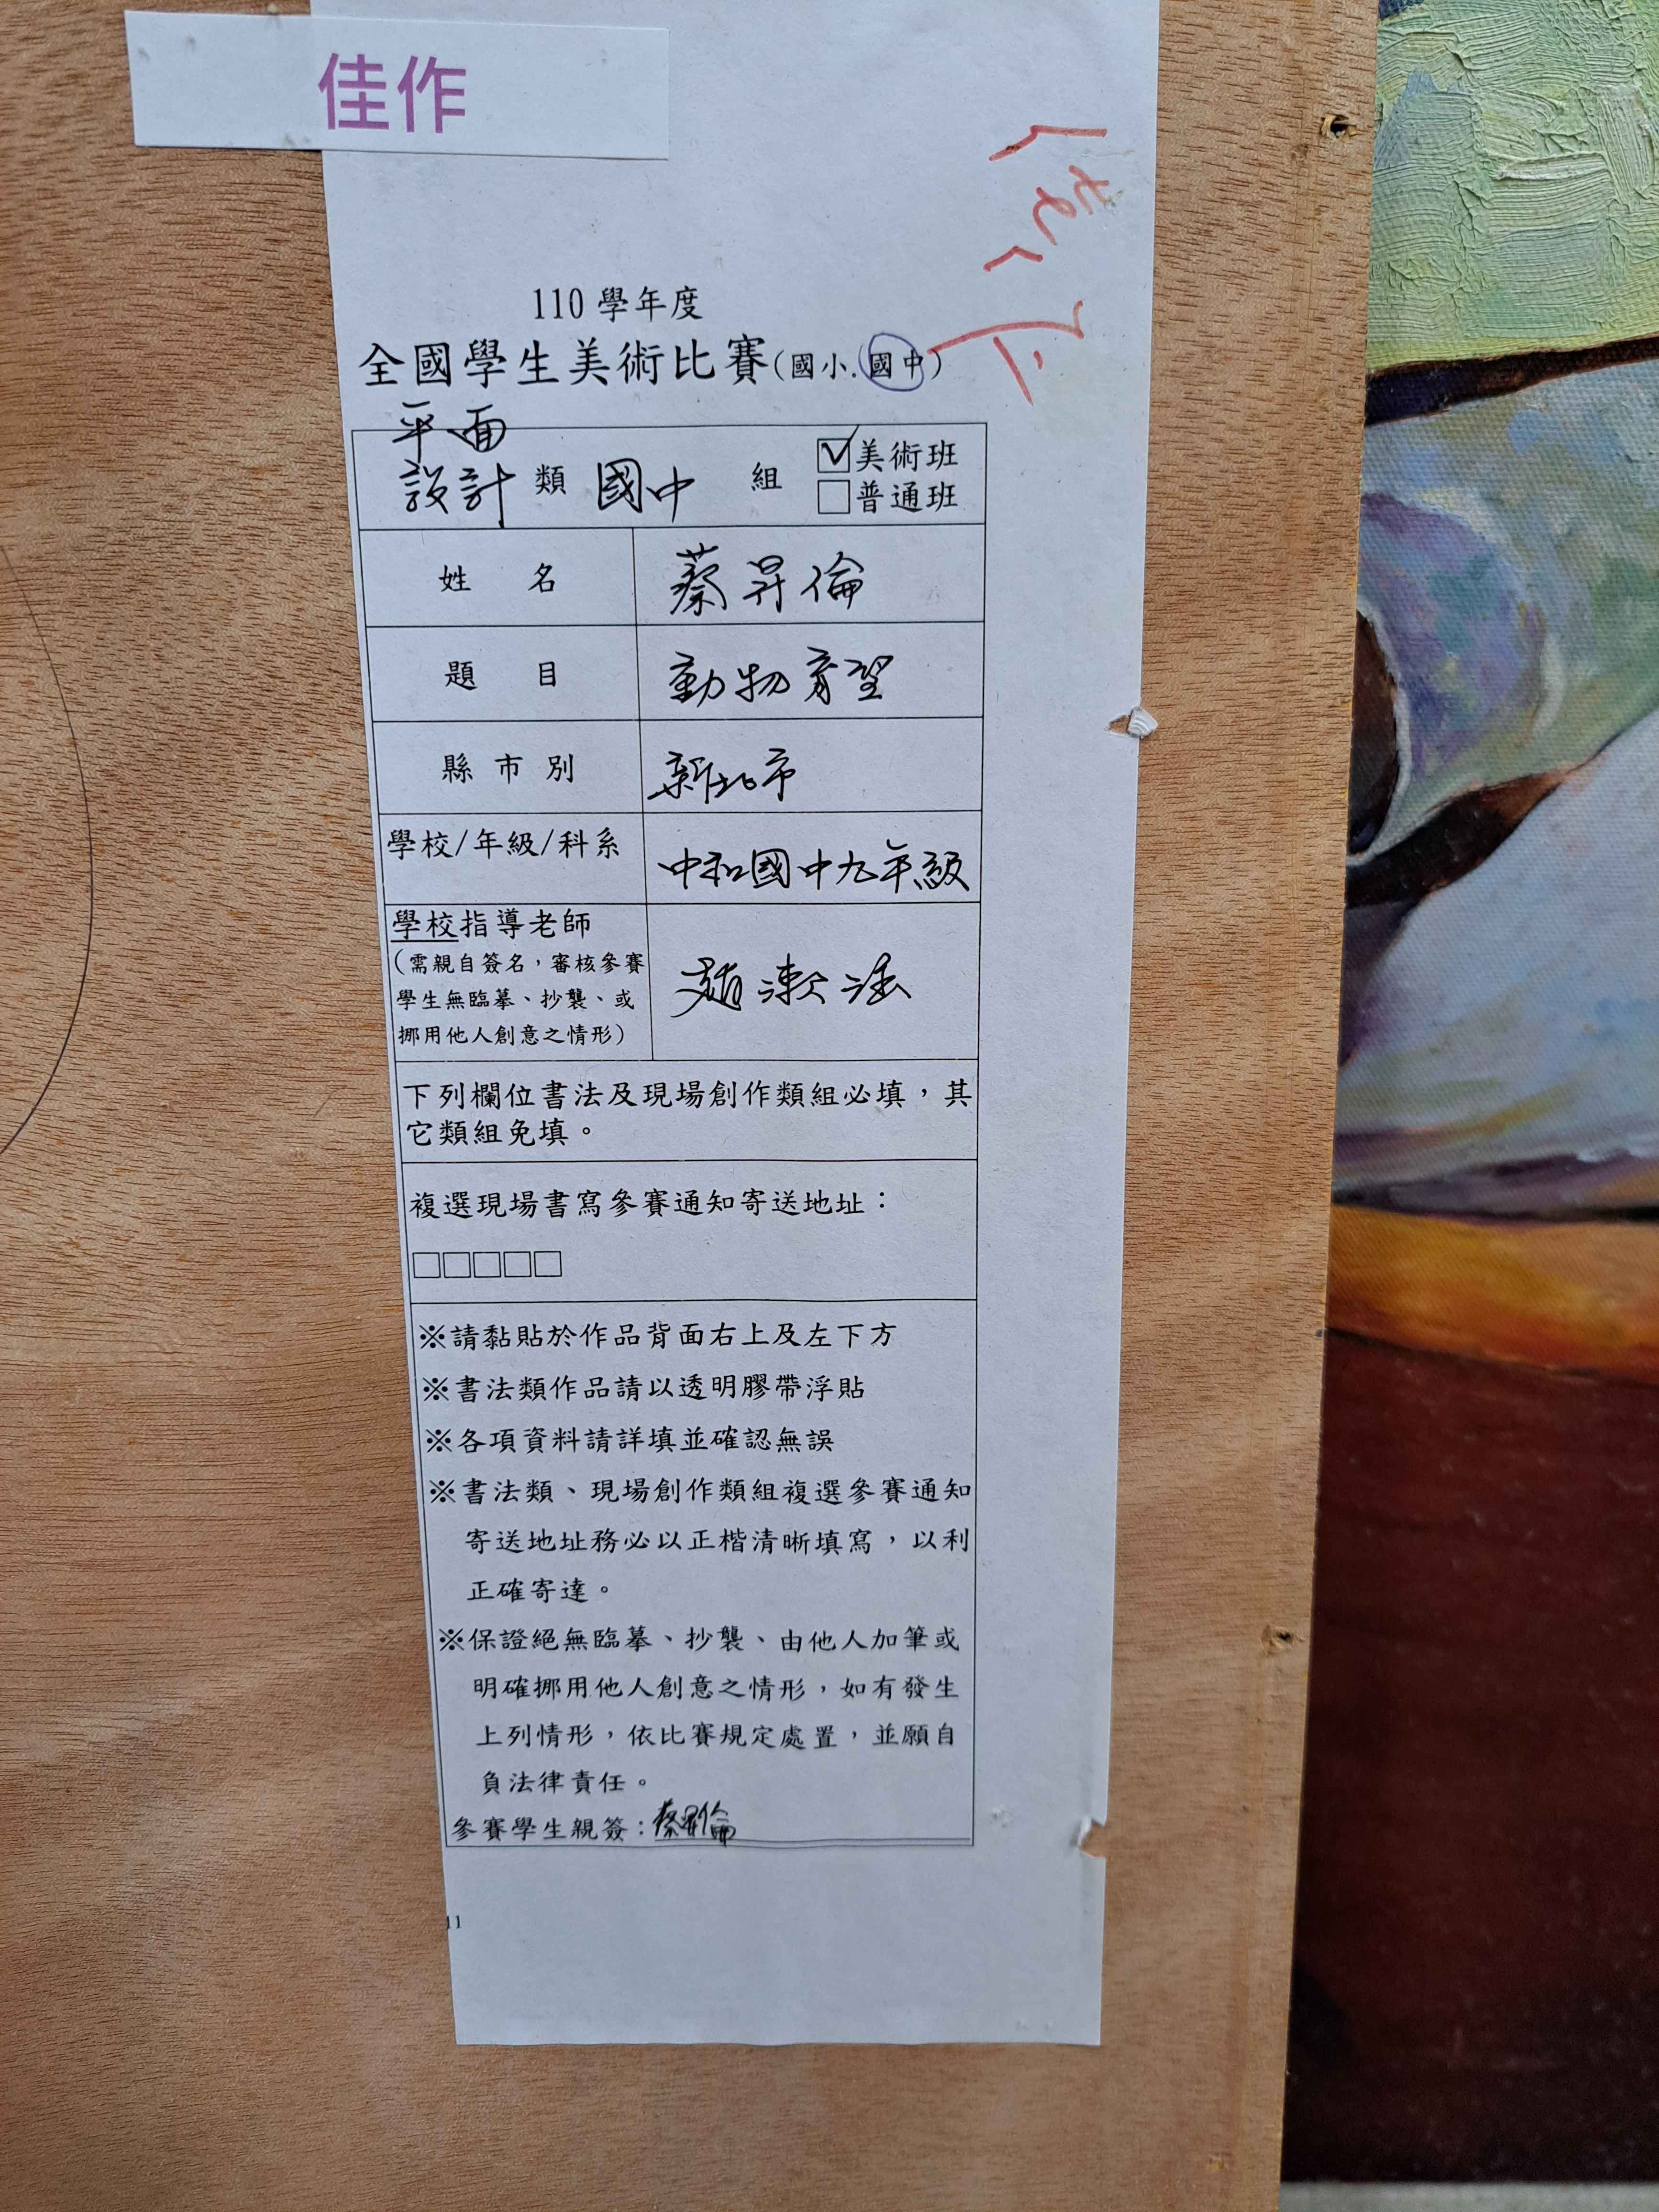 佳作
110 學年度
全國學生美術比賽(國小.國中)
平面
設計 類 國中 組
☑美術班
□普通班
姓 名 蔡昇倫
題 目 動物育望
縣市別 新北市
學校/年級/科系 中和國中九年級
學校指導老師
(需親自簽名,審核參賽
學生無臨摹、抄襲、或
挪用他人創意之情形)
趙漱
下列欄位書法及現場創作類組必填,其
它類組免填。
複選現場書寫參賽通知寄送地址:
□□□□□
※請黏貼於作品背面右上及左下方
※書法類作品請以透明膠帶浮貼
※各項資料請詳填並確認無誤
※書法類、現場創作類組複選參賽通知
寄送地址務必以正楷清晰填寫,以利
正確寄達。
※保證絕無臨摹、抄襲、由他人加筆或
明確挪用他人創意之情形,如有發生
上列情形,依比賽規定處置,並願自
負法律責任。
參賽學生親簽:蔡昇倫
11